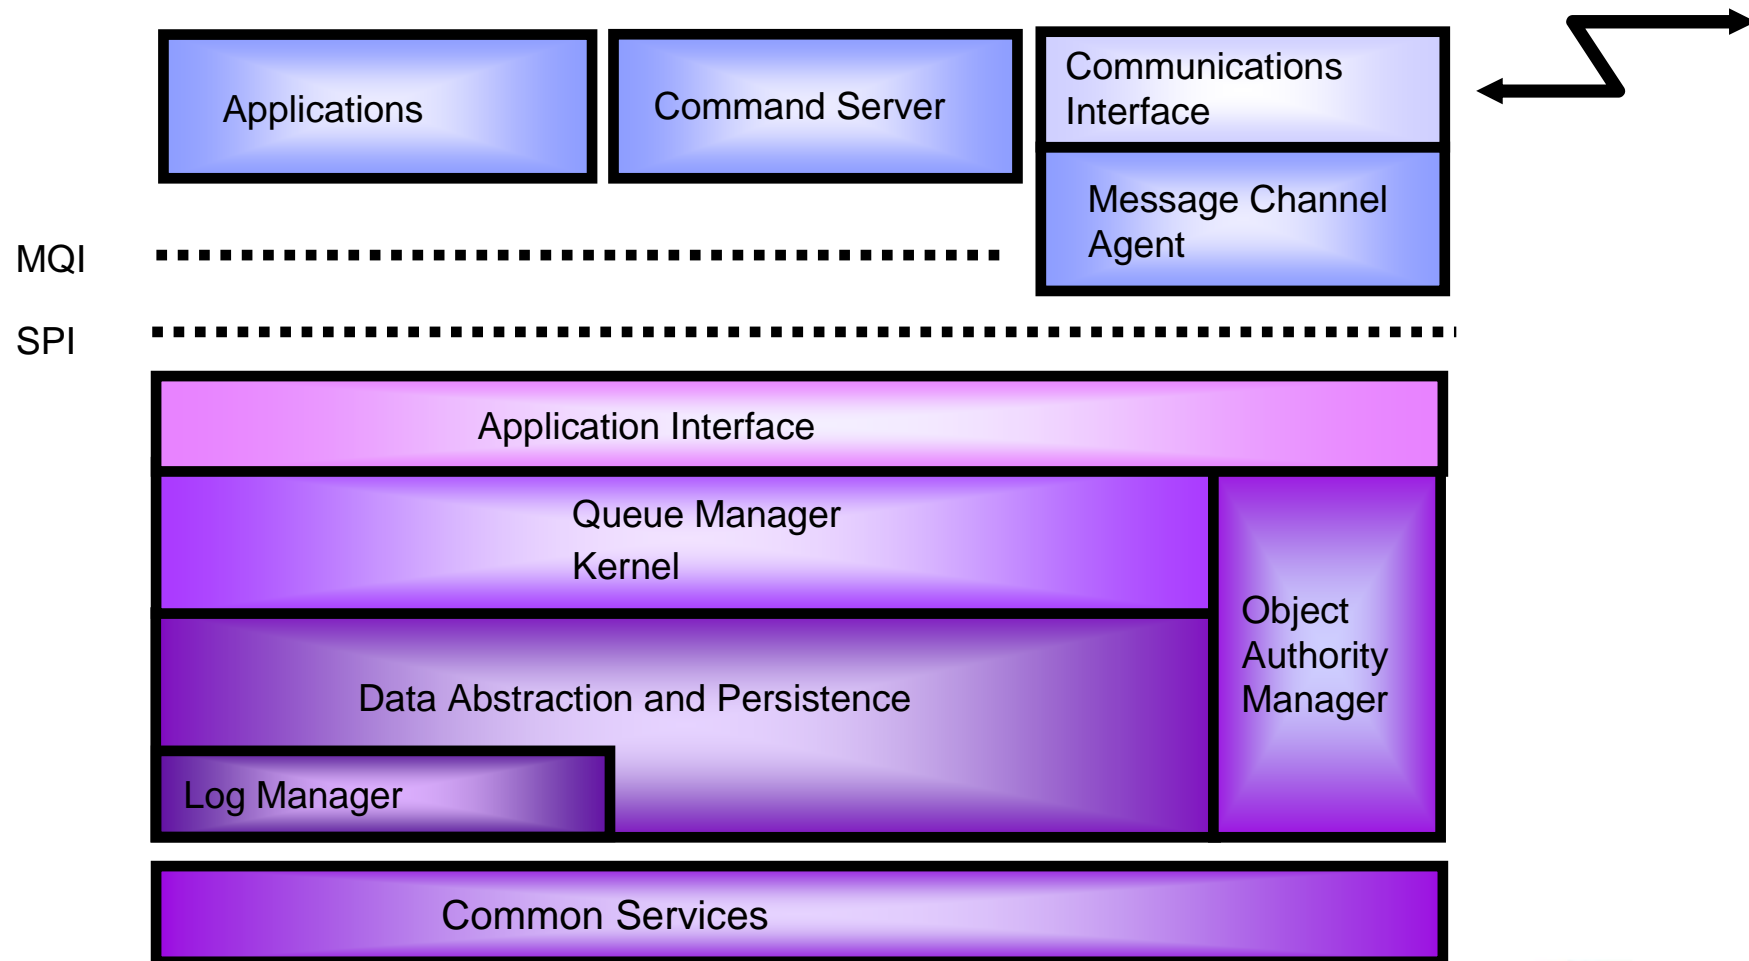 Applications
Command Server
Communications
Interface
Message Channel
Agent
MQI
SPI
Application Interface
Queue Manager
Kernel
Object
Authority
Manager
Data Abstraction and Persistence
Log Manager
Common Services